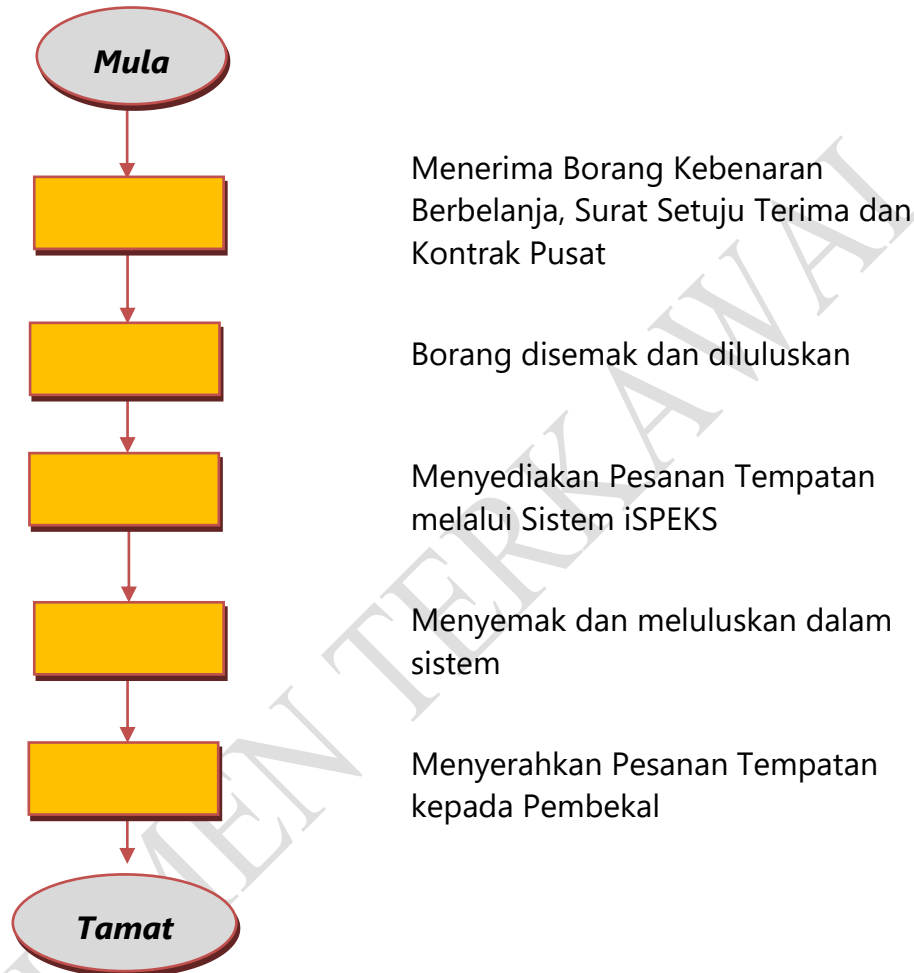 Mula
Menerima Borang Kebenaran
Berbelanja, Surat Setuju Terima dan
Kontrak Pusat
Borang disemak dan diluluskan
Menyediakan Pesanan Tempatan
melalui Sistem iSPEKS
Menyemak dan meluluskan dalam
sistem
Menyerahkan Pesanan Tempatan
kepada Pembekal
Tamat
MEN TERKAWAL